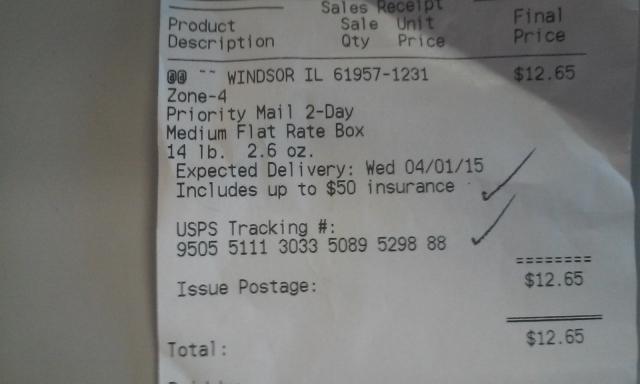 Sales Receipt
Product Sale Unit Final
Description Qty Price Price
@@ ~~ WINDSOR IL 61957-1231 $12.65
Zone-4
Priority Mail 2-Day
Medium Flat Rate Box
14 lb. 2.6 oz.
Expected Delivery: Wed 04/01/15
Includes up to $50 insurance
USPS Tracking #:
9505 5111 3033 5089 5298 88
========
Issue Postage: $12.65
Total: $12.65